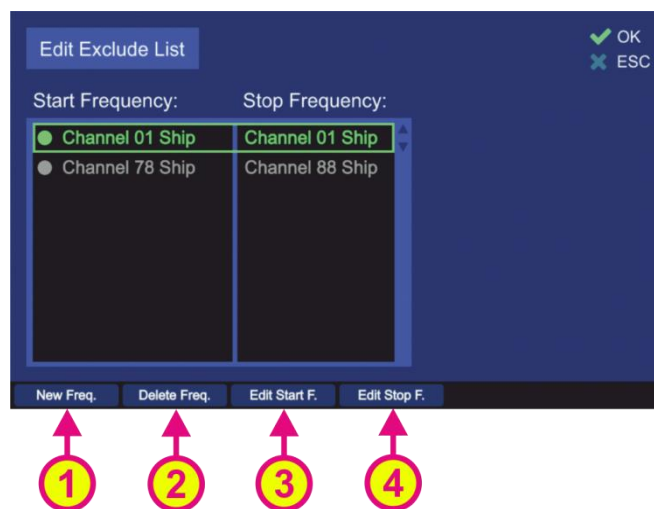 Edit Exclude List
OK
ESC
Start Frequency: Stop Frequency:
Channel 01 Ship Channel 01 Ship
Channel 78 Ship Channel 88 Ship
New Freq. Delete Freq. Edit Start F. Edit Stop F.
1 2 3 4